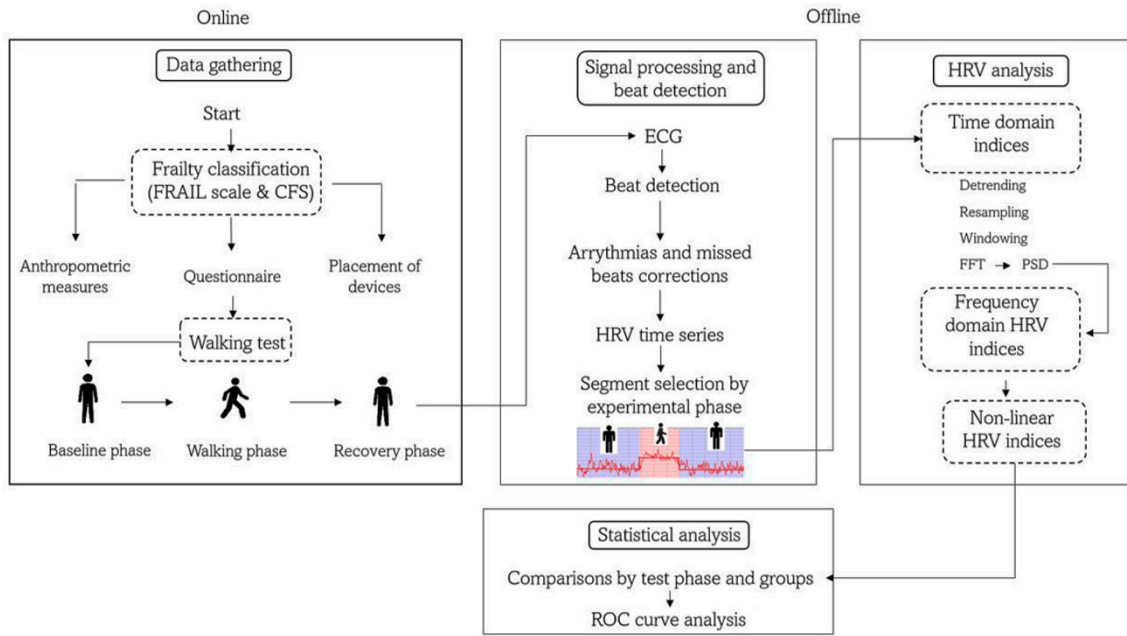 Online
Offline
Data gathering
Start
Frailty classification
(FRAIL scale & CFS)
Anthropometric
measures
Questionnaire
Placement of
devices
Walking test
Baseline phase
Walking phase
Recovery phase
Signal processing and
beat detection
ECG
Beat detection
Arrythmias and missed
beats corrections
HRV time series
Segment selection by
experimental phase
HRV analysis
Time domain
indices
Detrending
Resampling
Windowing
FFT
PSD
Frequency
domain HRV
indices
Non-linear
HRV indices
Statistical analysis
Comparisons by test phase and groups
ROC curve analysis